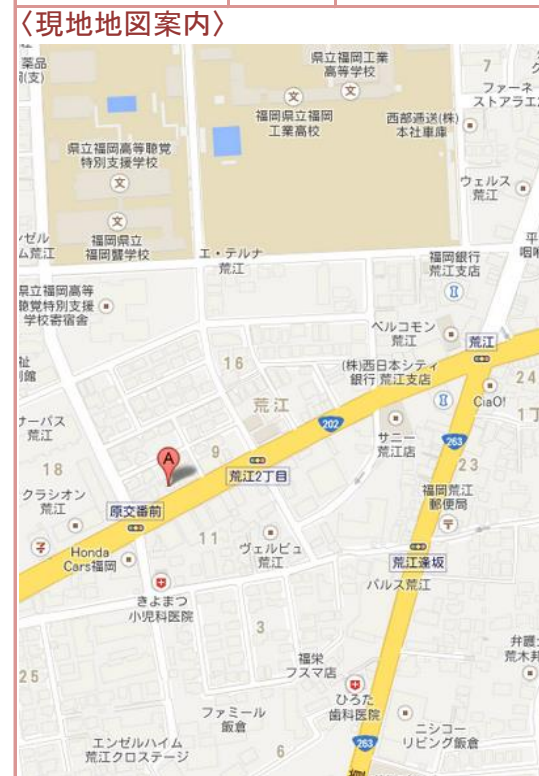 〈現地地図案内〉
薬品
県立福岡工業
高等学校
7
ファーネ
ストアラエ
福岡県立福岡
工業高校
西部逓送(株)
本社車庫
文
文
県立福岡高等聴覚
特別支援学校
文
文
福岡県立
福岡聾学校
ウェルス
荒江
エ・テルナ
荒江
福岡銀行
荒江支店
県立福岡高等
聴覚特別支援
学校寄宿舎
ベルコモン
荒江
荒江
16
(株)西日本シティ
銀行 荒江支店
24
CiaO!
荒江
202
サニー
荒江店
263
サーパス
荒江
A
9
荒江2丁目
23
18
クラシオン
荒江
原交番前
福岡荒江
郵便局
11
ヴェルビュ
荒江
Honda
Cars福岡
荒江逢坂
パルス荒江
きよまつ
小児科医院
3
福栄
フスマ店
25
ひろた
歯科医院
ファミール
飯倉
ニシコー
リビング飯倉
エンゼルハイム
荒江クロステージ
6
263